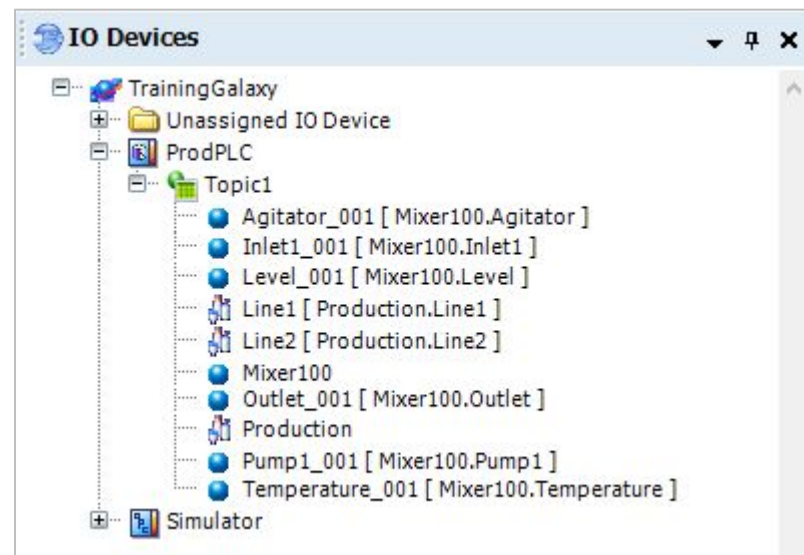 IO Devices
TrainingGalaxy
Unassigned IO Device
ProdPLC
Topic1
Agitator_001 [ Mixer100.Agitator ]
Inlet1_001 [ Mixer100.Inlet1 ]
Level_001 [ Mixer100.Level ]
Line1 [ Production.Line1 ]
Line2 [ Production.Line2 ]
Mixer100
Outlet_001 [ Mixer100.Outlet ]
Production
Pump1_001 [ Mixer100.Pump1 ]
Temperature_001 [ Mixer100.Temperature ]
Simulator